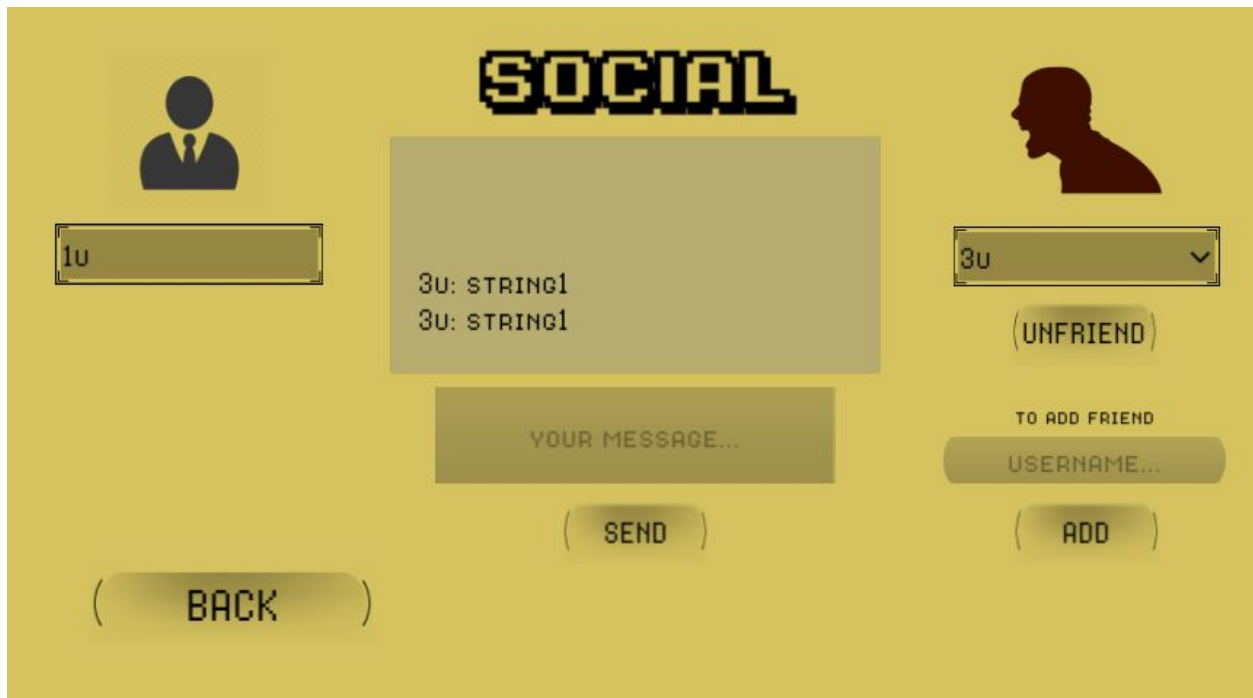 SOCIAL
1U
3U: STRING1
3U: STRING1
YOUR MESSAGE...
SEND
BACK
3U
UNFRIEND
TO ADD FRIEND
USERNAME...
ADD